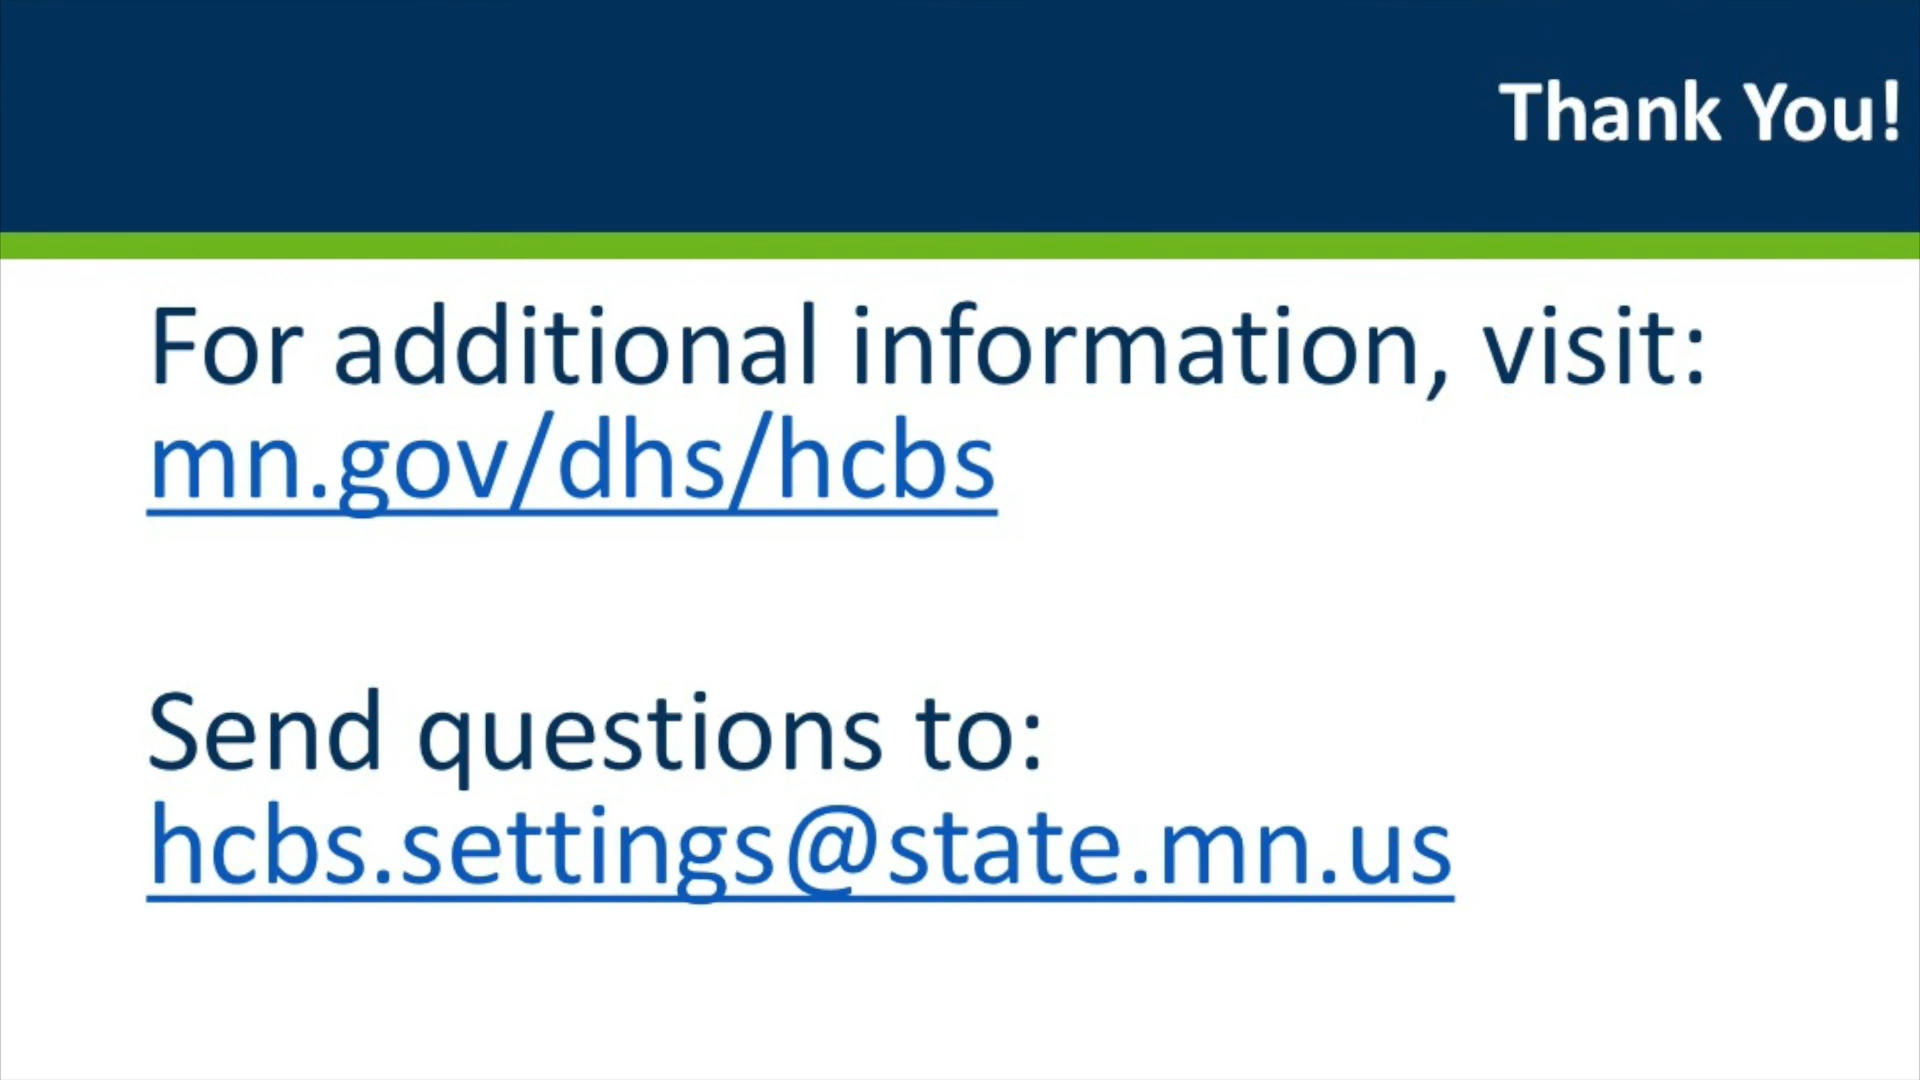 Thank You!
For additional information, visit:
mn.gov/dhs/hcbs
Send questions to:
hcbs.settings@state.mn.us